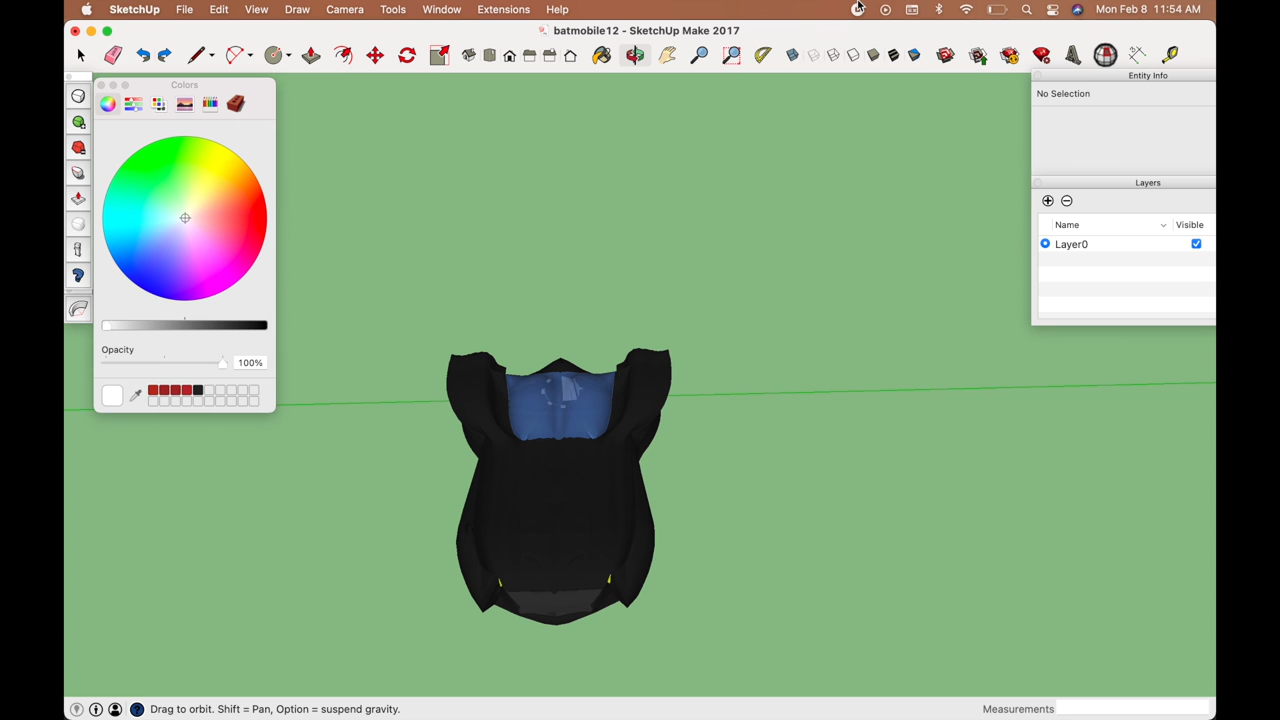 SketchUp File Edit View Draw Camera Tools Window Extensions Help Mon Feb 8 11:54 AM
batmobile12 - SketchUp Make 2017
Colors
Opacity
100%
Entity Info
No Selection
Layers
Name Visible
Layer0
Drag to orbit. Shift = Pan, Option = suspend gravity. Measurements